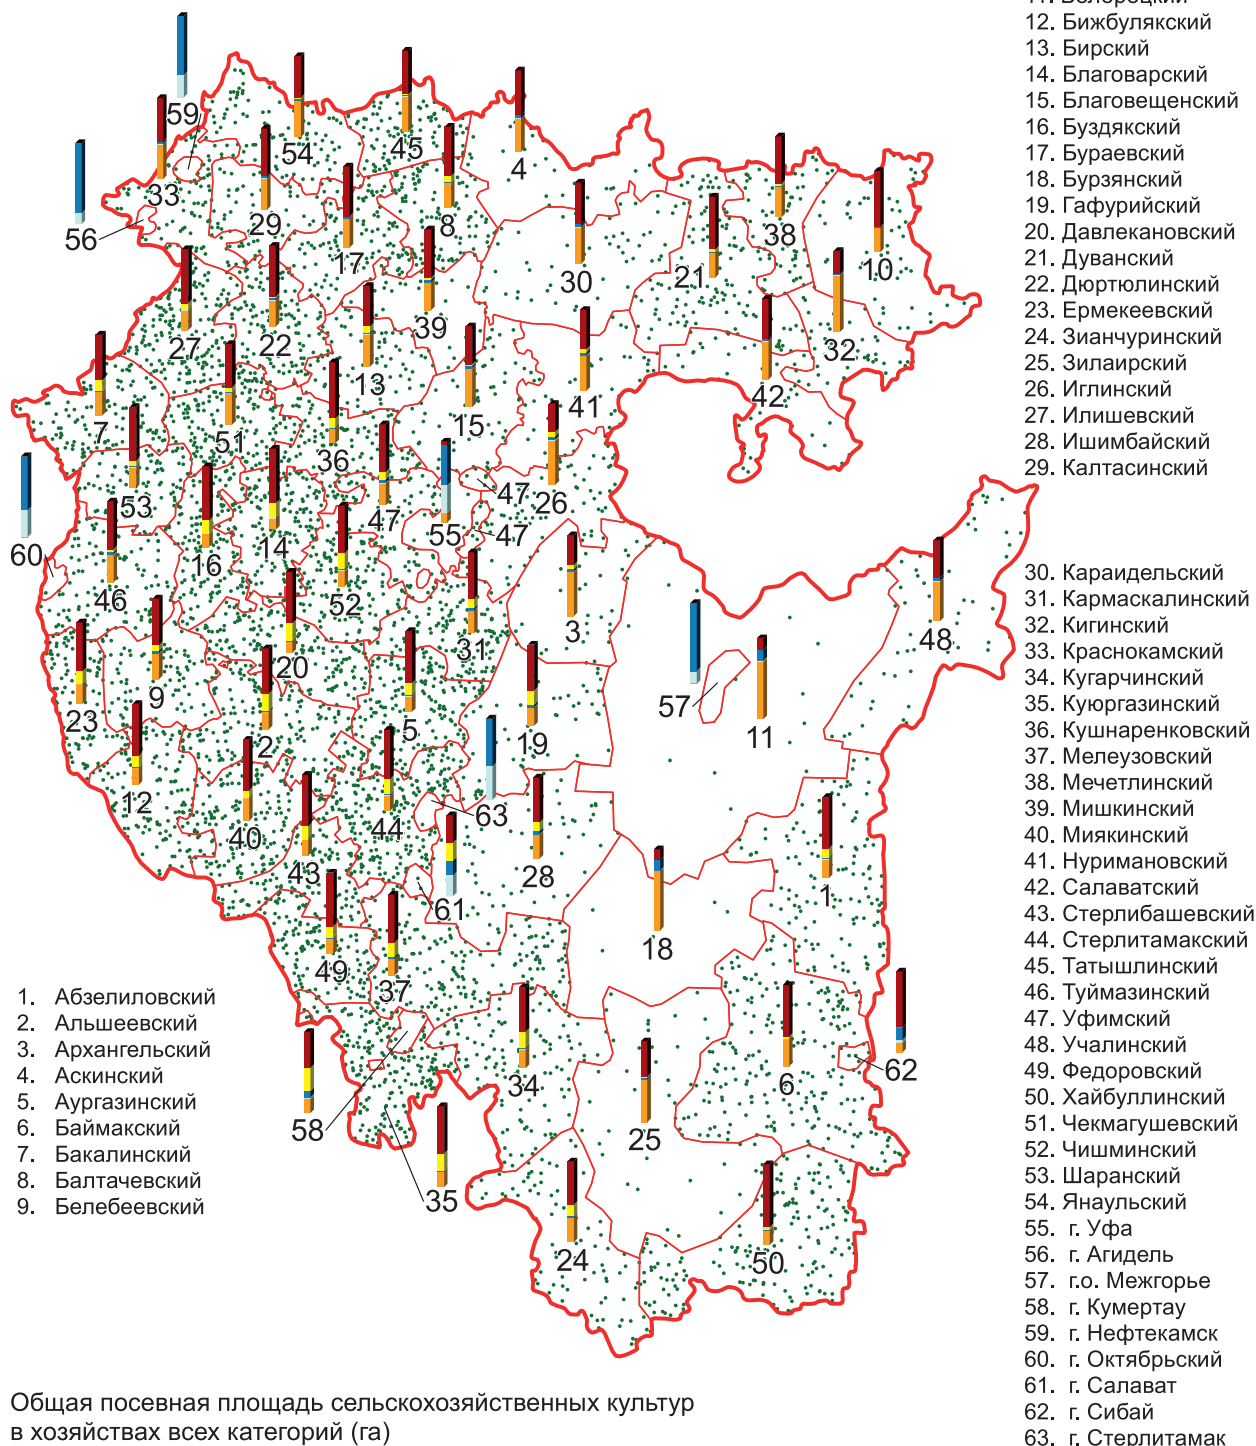 11. Белорецкий
12. Бижбулякский
13. Бирский
14. Благоварский
15. Благовещенский
16. Буздякский
17. Бураевский
18. Бурзянский
19. Гафурийский
20. Давлекановский
21. Дуванский
22. Дюртюлинский
23. Ермекеевский
24. Зианчуринский
25. Зилаирский
26. Иглинский
27. Илишевский
28. Ишимбайский
29. Калтасинский
30. Караидельский
31. Кармаскалинский
32. Кигинский
33. Краснокамский
34. Кугарчинский
35. Куюргазинский
36. Кушнаренковский
37. Мелеузовский
38. Мечетлинский
39. Мишкинский
40. Миякинский
41. Нуримановский
42. Салаватский
43. Стерлибашевский
44. Стерлитамакский
45. Татышлинский
46. Туймазинский
47. Уфимский
48. Учалинский
49. Федоровский
50. Хайбуллинский
51. Чекмагушевский
52. Чишминский
53. Шаранский
54. Янаульский
55. г. Уфа
56. г. Агидель
57. г.о. Межгорье
58. г. Кумертау
59. г. Нефтекамск
60. г. Октябрьский
61. г. Салават
62. г. Сибай
63. г. Стерлитамак
59
54
45
4
33
56
29
17
8
30
21
38
10
27
22
39
13
32
7
51
36
15
41
42
53
16
14
47
55
47
47
26
60
46
52
31
3
48
23
9
20
5
19
57
11
12
2
40
43
44
63
28
1
61
18
49
37
58
34
6
62
25
35
24
50
1. Абзелиловский
2. Альшеевский
3. Архангельский
4. Аскинский
5. Аургазинский
6. Баймакский
7. Бакалинский
8. Балтачевский
9. Белебеевский
Общая посевная площадь сельскохозяйственных культур
в хозяйствах всех категорий (га)